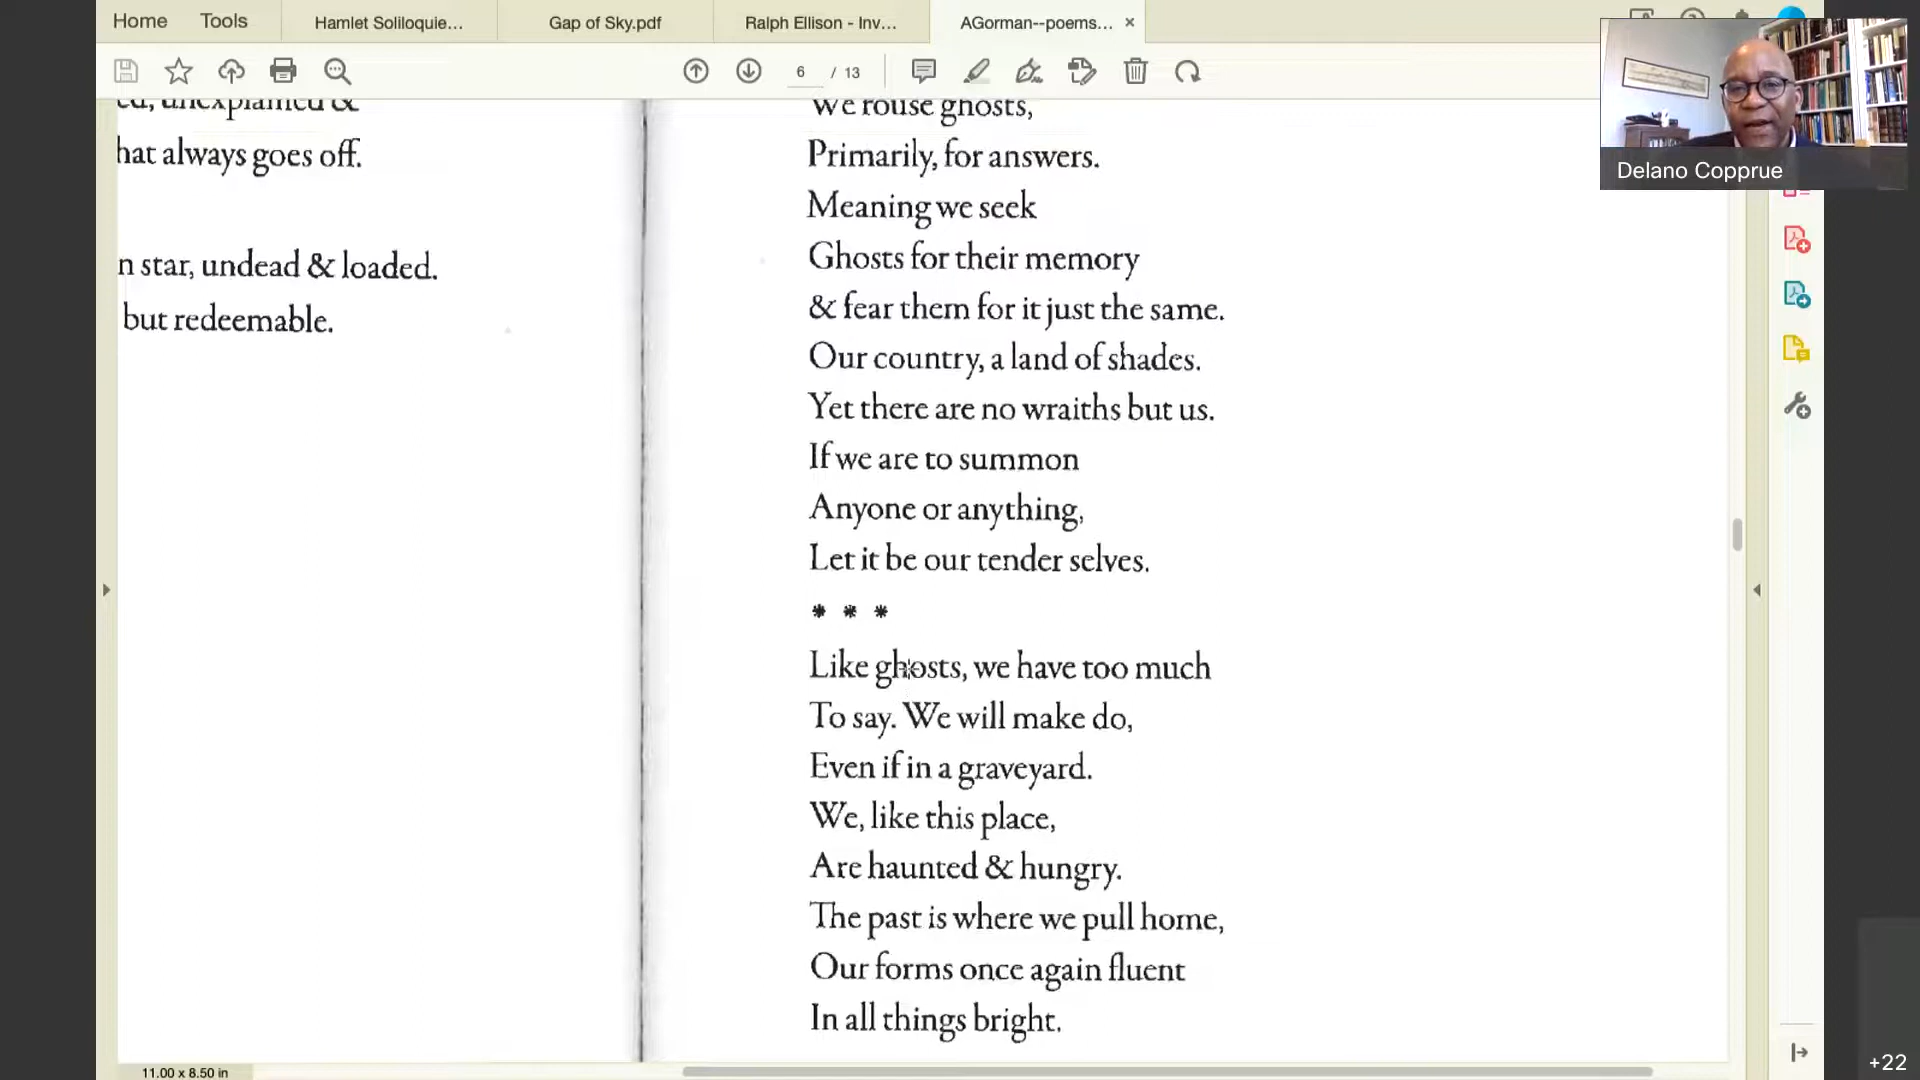 Home Tools Hamlet Soliloquie... Gap of Sky.pdf Ralph Ellison - Inv... AGorman--poems... ×
6 / 13
Delano Copprue
ed, unexplained &
hat always goes off.
n star, undead & loaded.
but redeemable.
We rouse ghosts,
Primarily, for answers.
Meaning we seek
Ghosts for their memory
& fear them for it just the same.
Our country, a land of shades.
Yet there are no wraiths but us.
If we are to summon
Anyone or anything,
Let it be our tender selves.
* * *
Like ghosts, we have too much
To say. We will make do,
Even if in a graveyard.
We, like this place,
Are haunted & hungry.
The past is where we pull home,
Our forms once again fluent
In all things bright.
11.00 x 8.50 in
+22